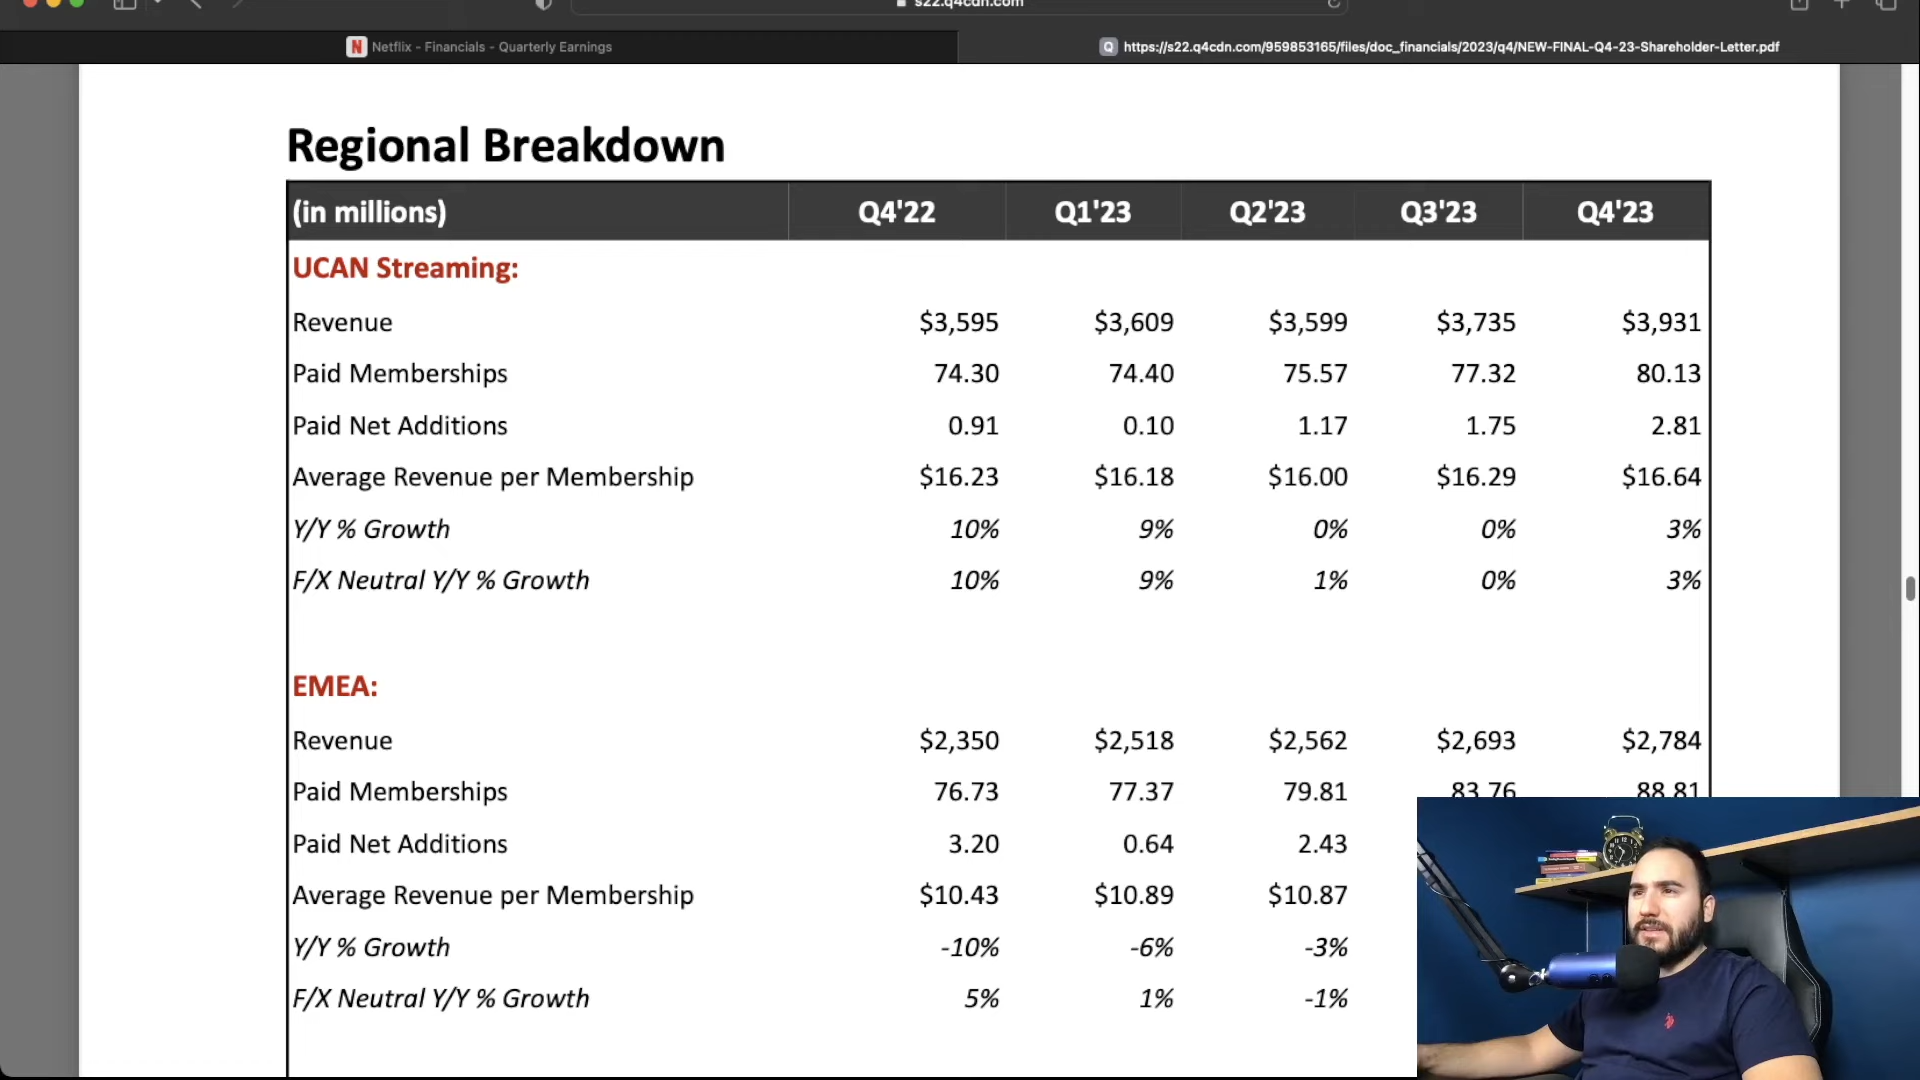 s22.q4cdn.com
N Netflix - Financials - Quarterly Earnings
Q https://s22.q4cdn.com/959853165/files/doc_financials/2023/q4/NEW-FINAL-Q4-23-Shareholder-Letter.pdf
Regional Breakdown
(in millions) Q4'22 Q1'23 Q2'23 Q3'23 Q4'23
UCAN Streaming:
Revenue $3,595 $3,609 $3,599 $3,735 $3,931
Paid Memberships 74.30 74.40 75.57 77.32 80.13
Paid Net Additions 0.91 0.10 1.17 1.75 2.81
Average Revenue per Membership $16.23 $16.18 $16.00 $16.29 $16.64
Y/Y % Growth 10% 9% 0% 0% 3%
F/X Neutral Y/Y % Growth 10% 9% 1% 0% 3%
EMEA:
Revenue $2,350 $2,518 $2,562 $2,693 $2,784
Paid Memberships 76.73 77.37 79.81 83.76 88.81
Paid Net Additions 3.20 0.64 2.43
Average Revenue per Membership $10.43 $10.89 $10.87
Y/Y % Growth -10% -6% -3%
F/X Neutral Y/Y % Growth 5% 1% -1%